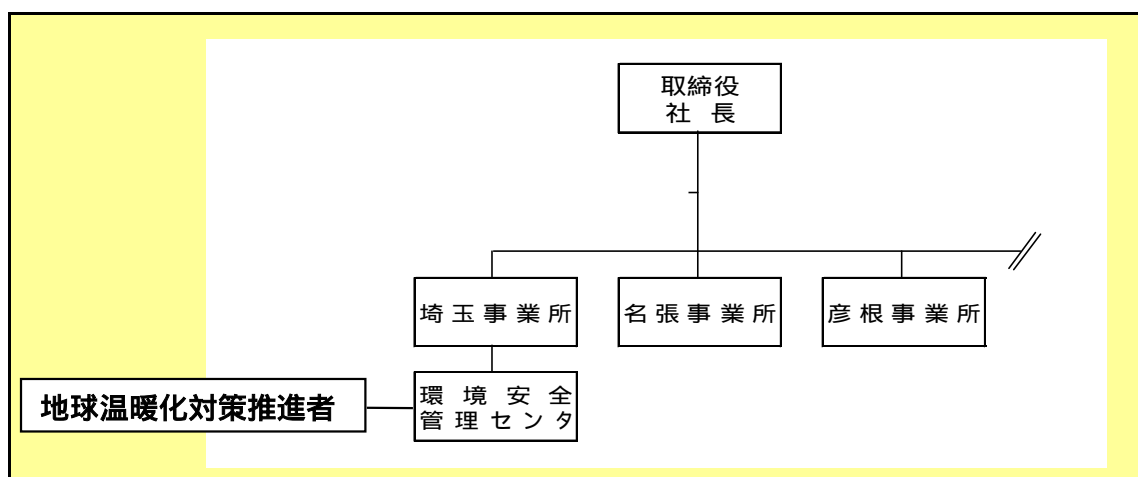 取締役
社長
埼玉事業所
名張事業所
彦根事業所
環境安全
管理センタ
地球温暖化対策推進者